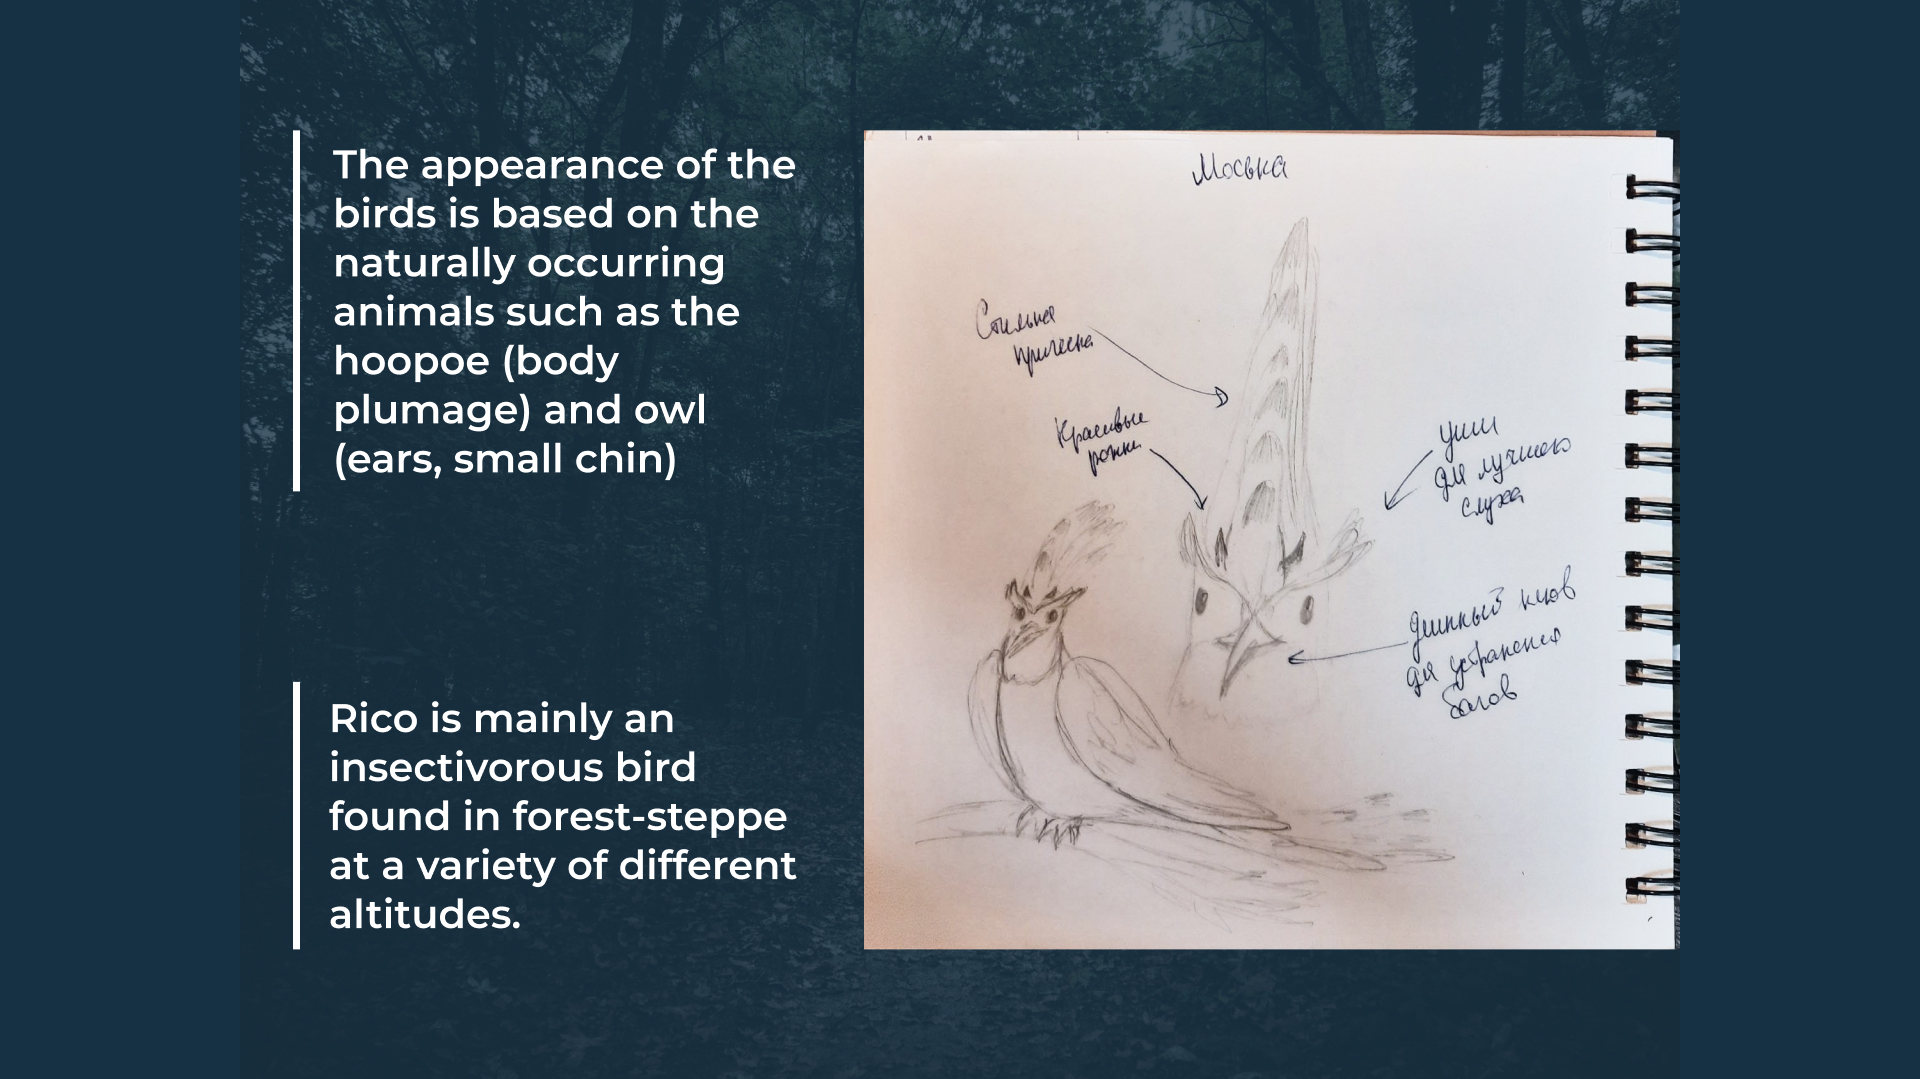 The appearance of the
birds is based on the
naturally occurring
animals such as the
hoopoe (body
plumage) and owl
(ears, small chin)
Rico is mainly an
insectivorous bird
found in forest-steppe
at a variety of different
altitudes.
Моська
Стильна
прическа
Красивые
рожки
уши
для лучшего
слуха
длинный клюв
для устранения
багов